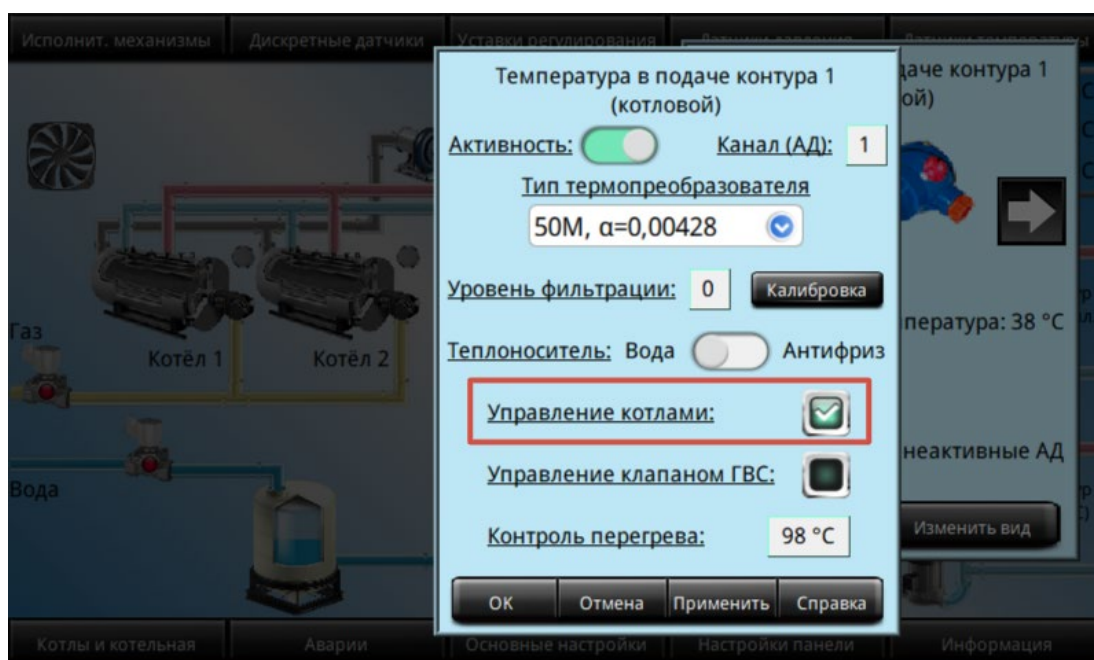 Исполнит. механизмы
Дискретные датчики
Уставки регулирования
Температура в подаче контура 1
(котловой)
Активность:
Канал (АД): 1
Тип термопреобразователя
50М, α=0,00428
Уровень фильтрации: 0 Калибровка
Теплоноситель: Вода Антифриз
Управление котлами:
Управление клапаном ГВС:
Контроль перегрева: 98 °C
ОК
Отмена
Применить
Справка
даче контура 1
ой)
пература: 38 °C
неактивные АД
Изменить вид
Газ
Котёл 1
Котёл 2
Вода
Котлы и котельная
Аварии
Основные настройки
Настройки панели
Информация